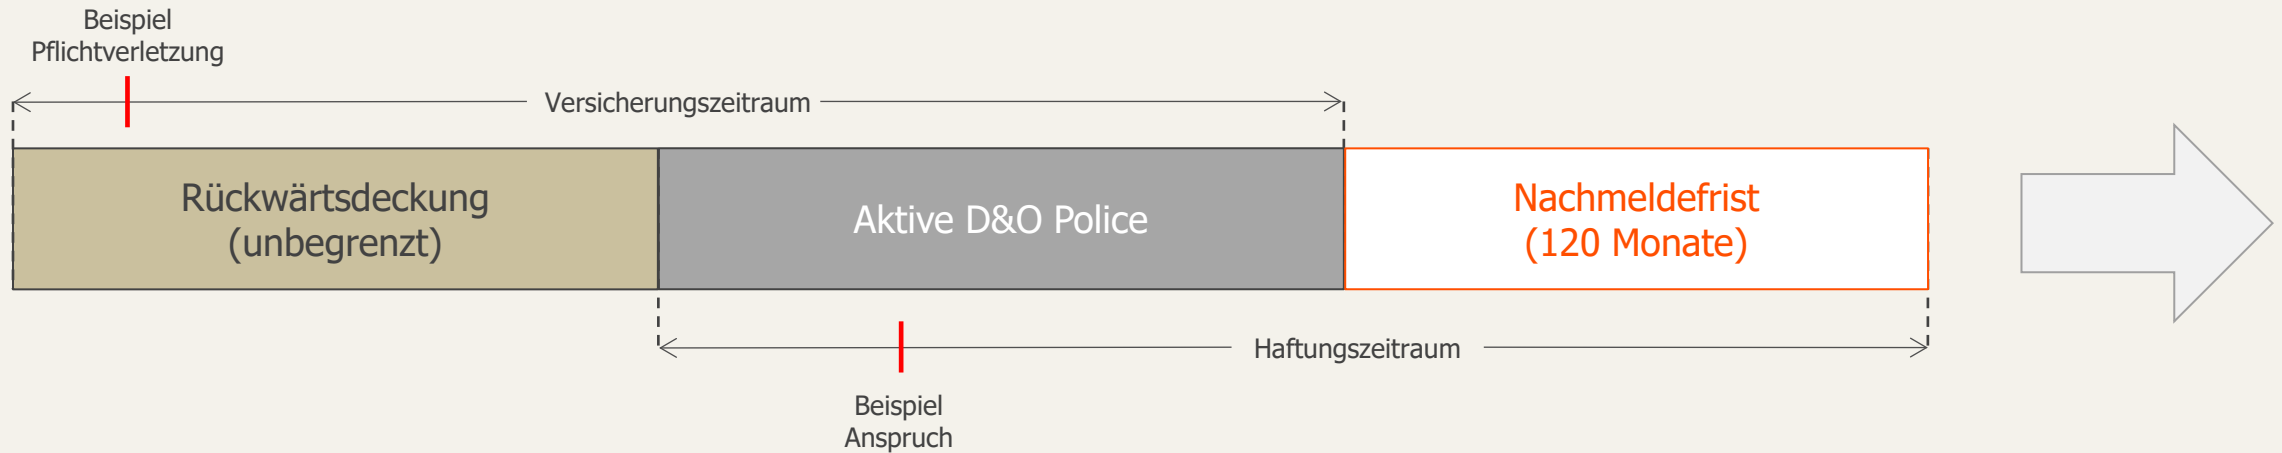 Beispiel
Pflichtverletzung
Versicherungszeitraum
Rückwärtsdeckung
(unbegrenzt)
Aktive D&O Police
Nachmeldefrist
(120 Monate)
Haftungszeitraum
Beispiel
Anspruch